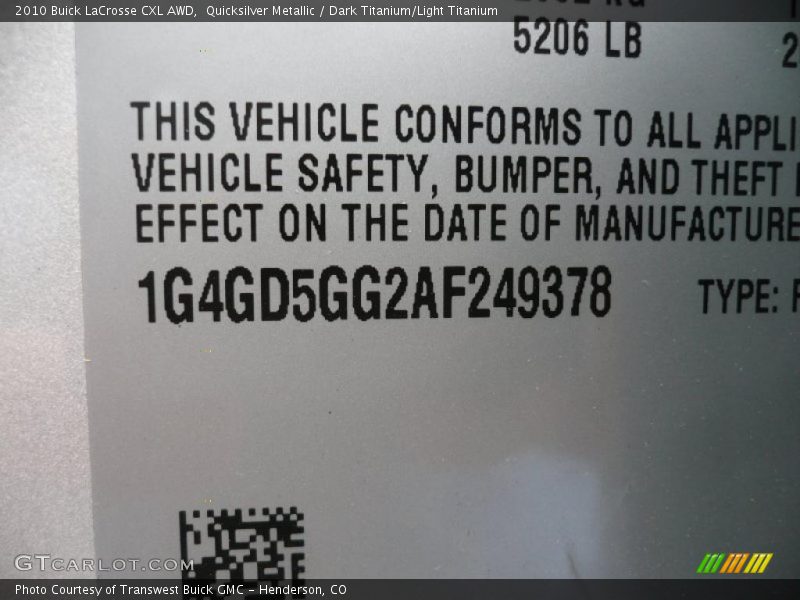 2010 Buick LaCrosse CXL AWD, Quicksilver Metallic / Dark Titanium/Light Titanium
5206 LB
THIS VEHICLE CONFORMS TO ALL APPLI
VEHICLE SAFETY, BUMPER, AND THEFT
EFFECT ON THE DATE OF MANUFACTURE
1G4GD5GG2AF249378 TYPE:
GTCARLOT.COM
Photo Courtesy of Transwest Buick GMC - Henderson, CO